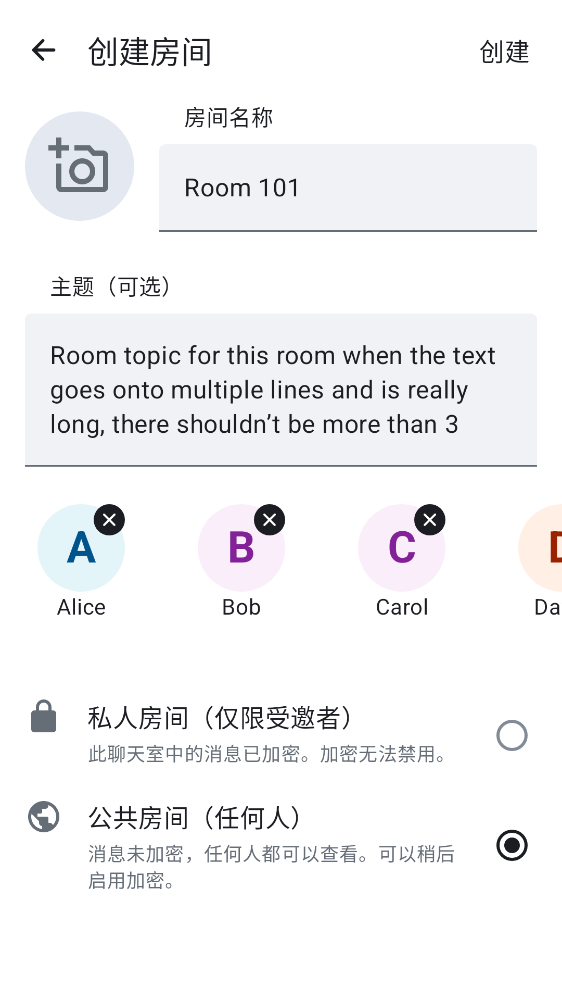 创建房间
创建
房间名称
Room 101
主题（可选）
Room topic for this room when the text
goes onto multiple lines and is really
long, there shouldn’t be more than 3
A
B
C
Alice
Bob
Carol
Da
私人房间（仅限受邀者）
此聊天室中的消息已加密。加密无法禁用。
公共房间（任何人）
消息未加密，任何人都可以查看。可以稍后
启用加密。